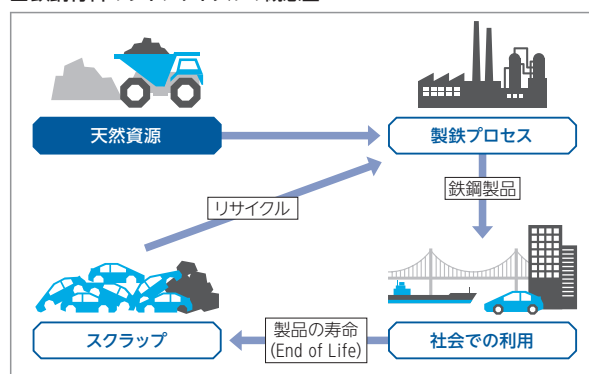 天然資源
製鉄プロセス
鉄鋼製品
リサイクル
スクラップ
製品の寿命
(End of Life)
社会での利用